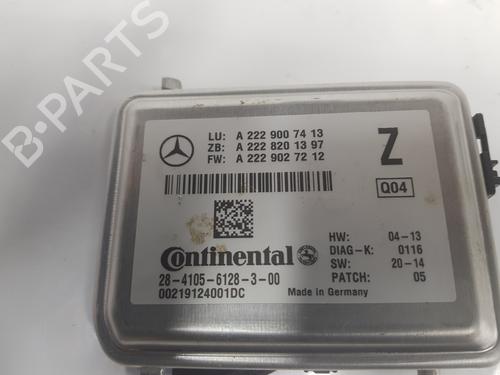 LU: A 222 900 74 13
ZB: A 222 820 13 97
FW: A 222 902 72 12
Z
Q04
Continental
28-4105-6128-3-00
00219124001DC
HW: 04-13
DIAG-K: 0116
SW: 20-14
PATCH: 05
Made in Germany
B-PARTS